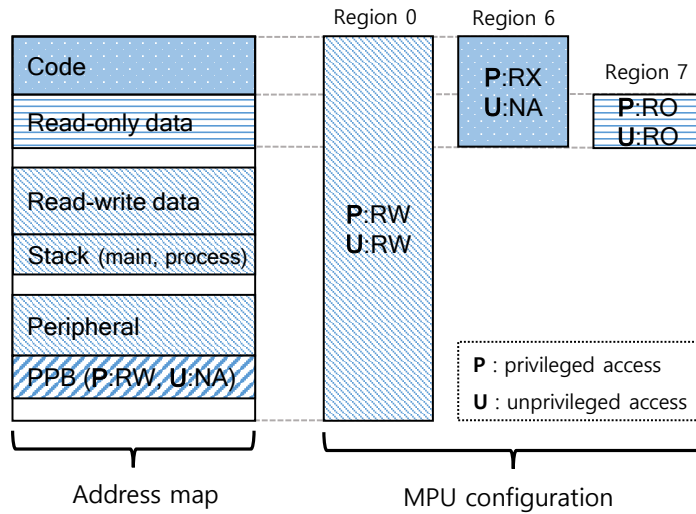 Region 0
Region 6
Region 7
Code
Read-only data
Read-write data
Stack (main, process)
Peripheral
PPB (P:RW, U:NA)
P:RW
U:RW
P:RX
U:NA
P:RO
U:RO
P : privileged access
U : unprivileged access
Address map
MPU configuration